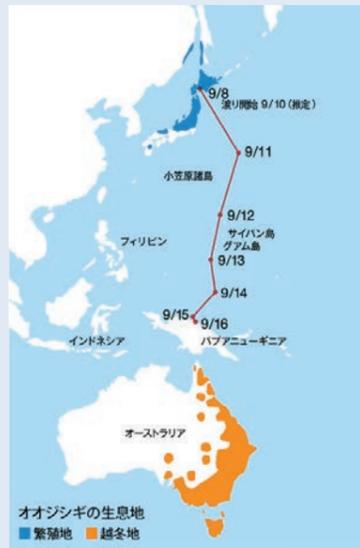 9/8
渡り開始 9/10(推定)
9/11
小笠原諸島
9/12
サイパン島
グアム島
フィリピン
9/13
9/14
9/15
9/16
インドネシア
パプアニューギニア
オーストラリア
オオジシギの生息地
繁殖地 越冬地